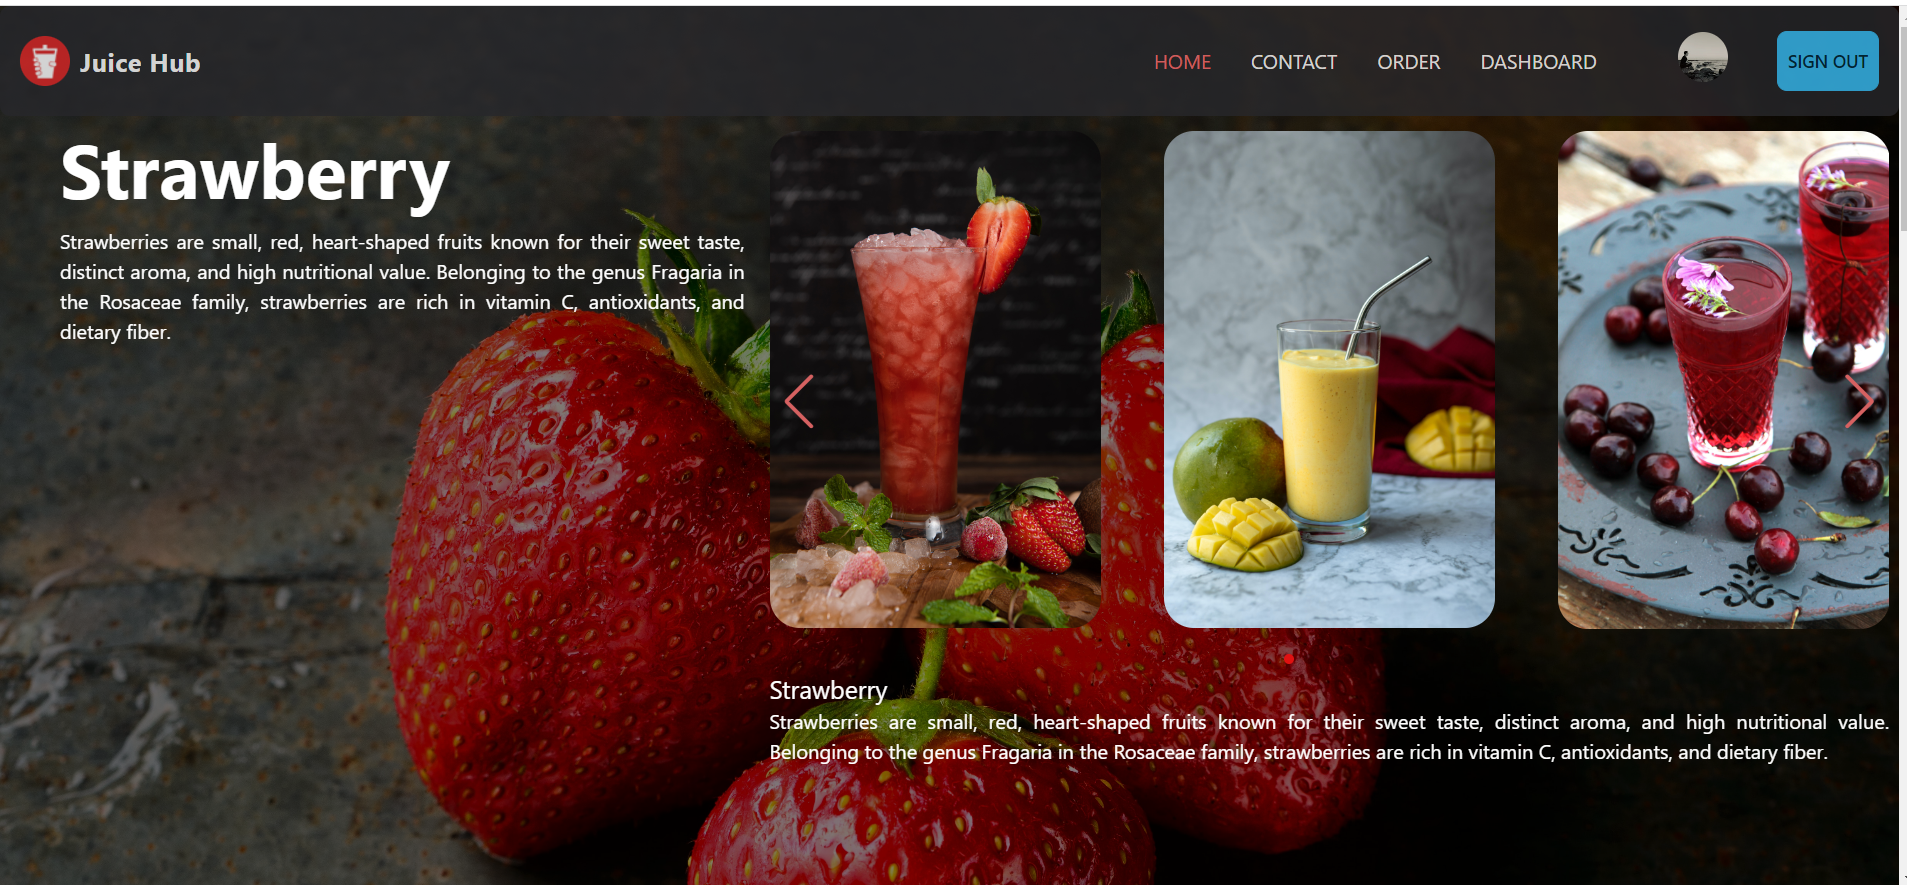 Juice Hub
HOME CONTACT ORDER DASHBOARD SIGN OUT
Strawberry
Strawberries are small, red, heart-shaped fruits known for their sweet taste,
distinct aroma, and high nutritional value. Belonging to the genus Fragaria in
the Rosaceae family, strawberries are rich in vitamin C, antioxidants, and
dietary fiber.
Strawberry
Strawberries are small, red, heart-shaped fruits known for their sweet taste, distinct aroma, and high nutritional value.
Belonging to the genus Fragaria in the Rosaceae family, strawberries are rich in vitamin C, antioxidants, and dietary fiber.